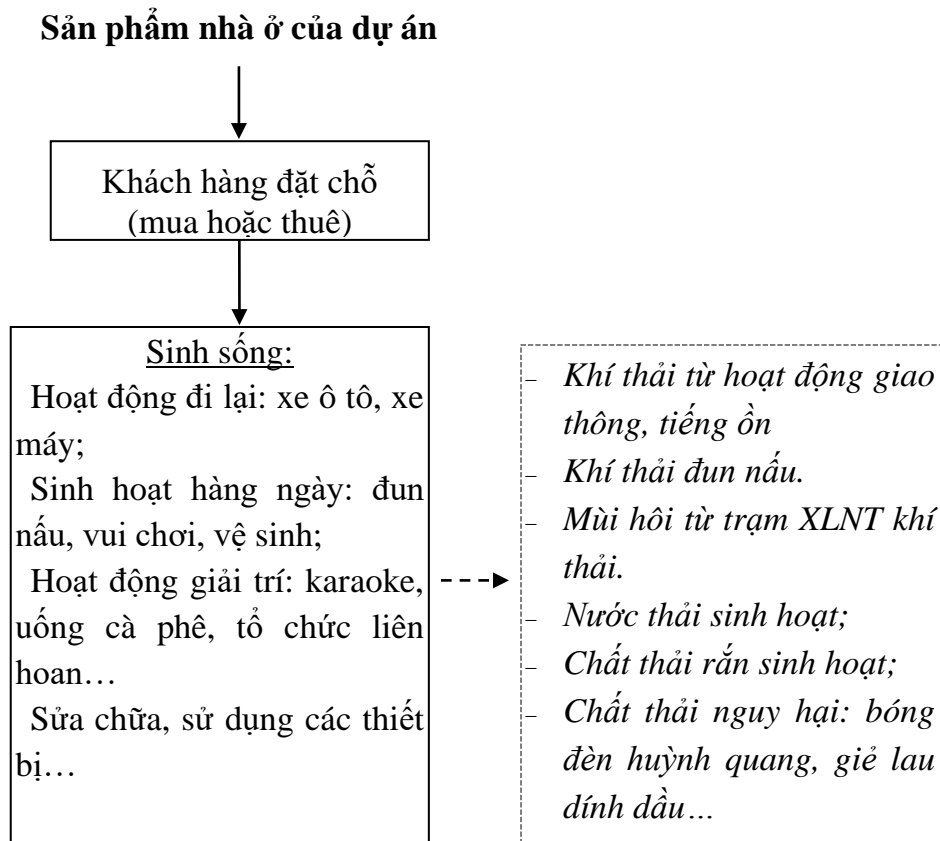 Sản phẩm nhà ở của dự án
Khách hàng đặt chỗ
(mua hoặc thuê)
Sinh sống:
Hoạt động đi lại: xe ô tô, xe
máy;
Sinh hoạt hàng ngày: đun
nấu, vui chơi, vệ sinh;
Hoạt động giải trí: karaoke,
uống cà phê, tổ chức liên
hoan…
Sửa chữa, sử dụng các thiết
bị…
- Khí thải từ hoạt động giao
thông, tiếng ồn
- Khí thải đun nấu.
- Mùi hôi từ trạm XLNT khí
thải.
- Nước thải sinh hoạt;
- Chất thải rắn sinh hoạt;
- Chất thải nguy hại: bóng
đèn huỳnh quang, giẻ lau
dính dầu…